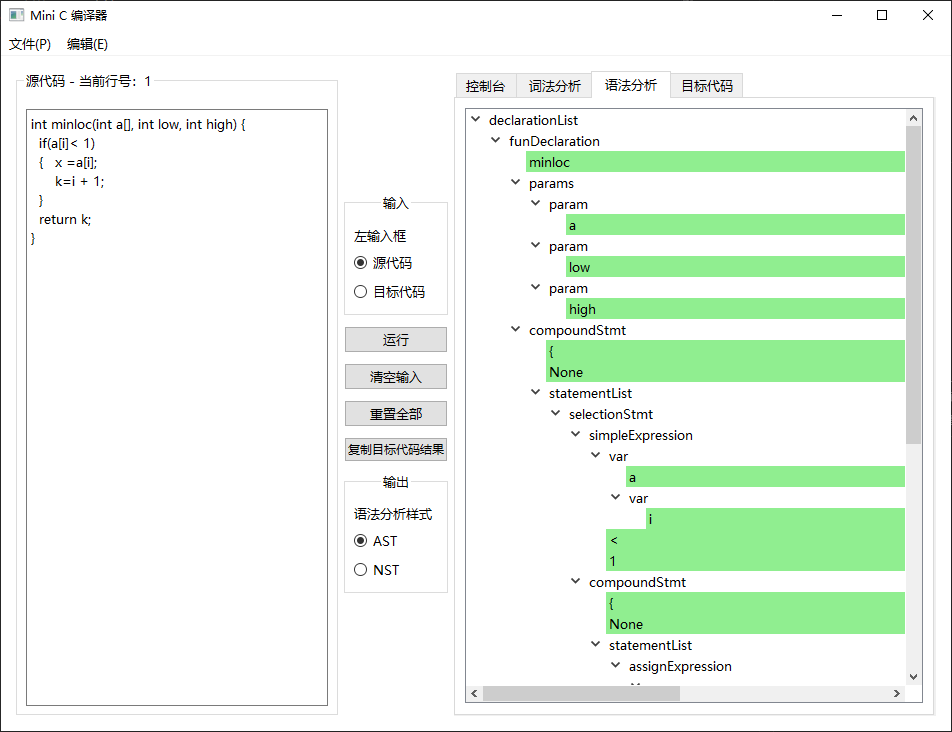 Mini C 编译器
文件(P) 编辑(E)
源代码 - 当前行号：1
int minloc(int a[], int low, int high) {
if(a[i]< 1)
{ x =a[i];
k=i + 1;
}
return k;
}
输入
左输入框
源代码
目标代码
运行
清空输入
重置全部
复制目标代码结果
输出
语法分析样式
AST
NST
控制台 词法分析 语法分析 目标代码
declarationList
funDeclaration
minloc
params
param
a
param
low
param
high
compoundStmt
{
None
statementList
selectionStmt
simpleExpression
var
a
var
i
<
1
compoundStmt
{
None
statementList
assignExpression